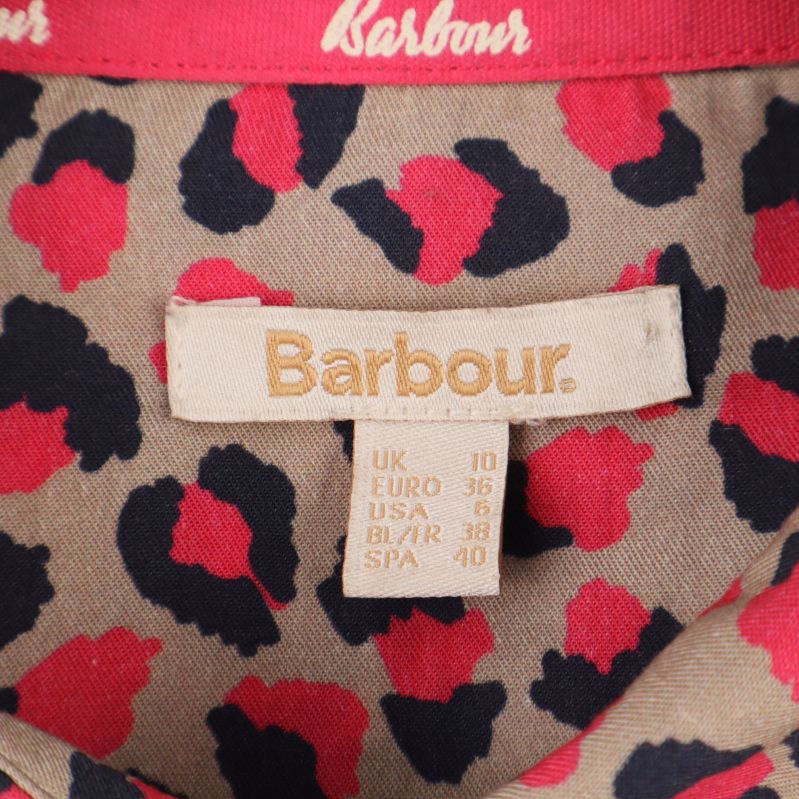 Barbour
Barbour
UK 10
EURO 36
USA 6
BL/FR 38
SPA 40